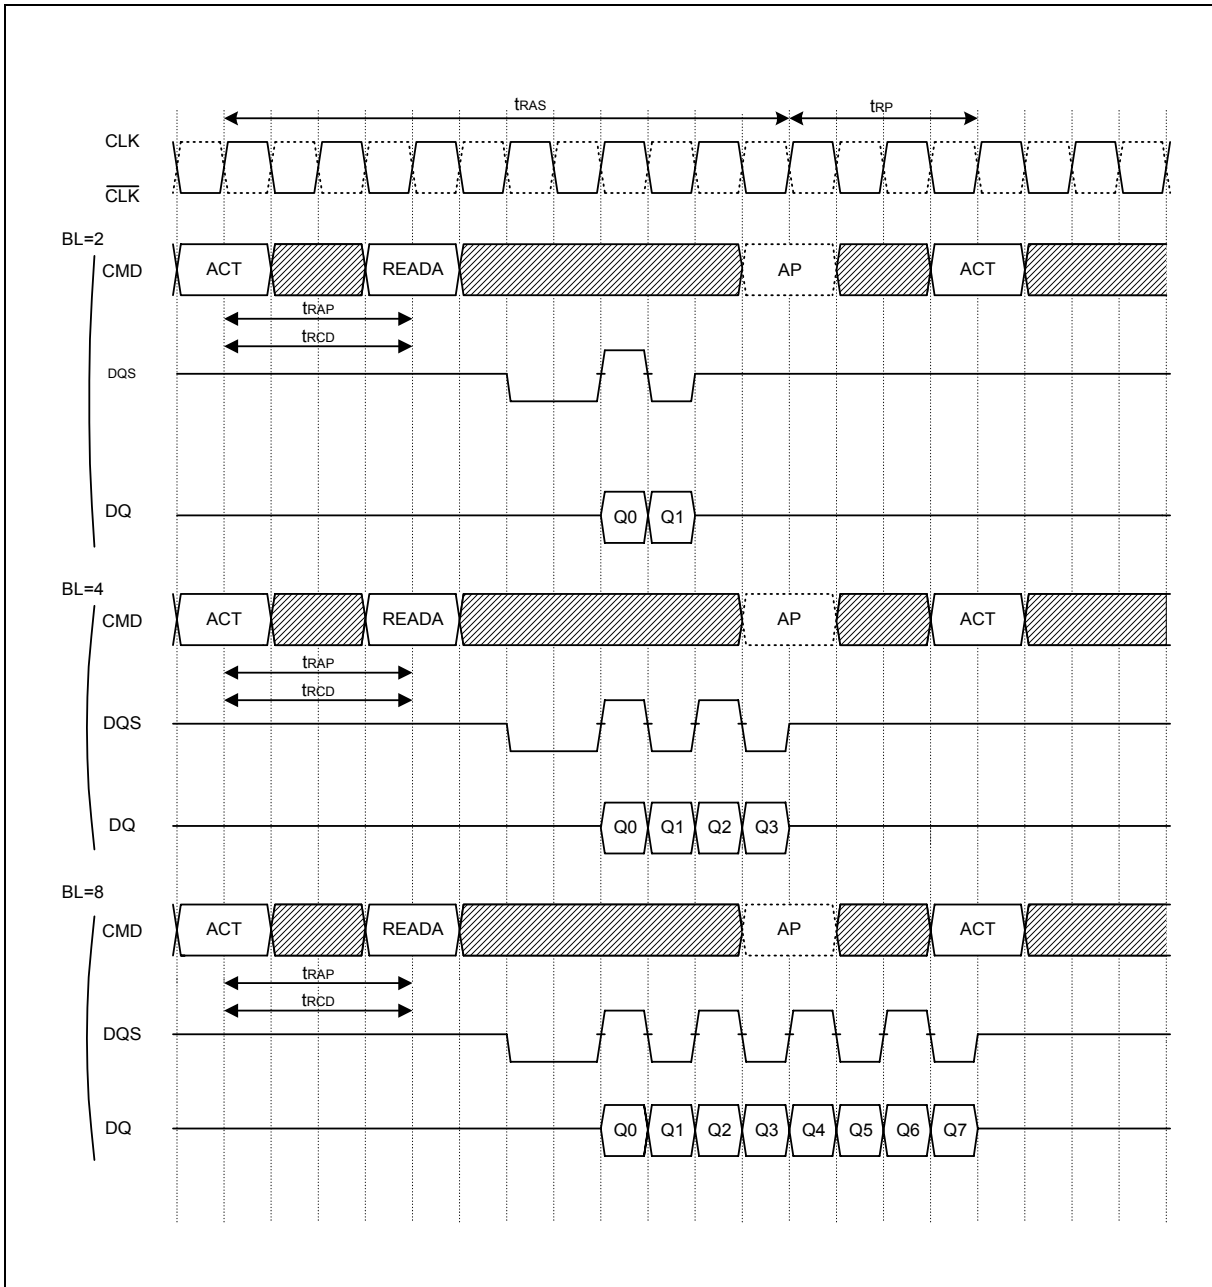 tRAS tRP
CLK
CLK
BL=2
CMD ACT READA AP ACT
tRAP
tRCD
DQS
DQ Q0 Q1
BL=4
CMD ACT READA AP ACT
tRAP
tRCD
DQS
DQ Q0 Q1 Q2 Q3
BL=8
CMD ACT READA AP ACT
tRAP
tRCD
DQS
DQ Q0 Q1 Q2 Q3 Q4 Q5 Q6 Q7